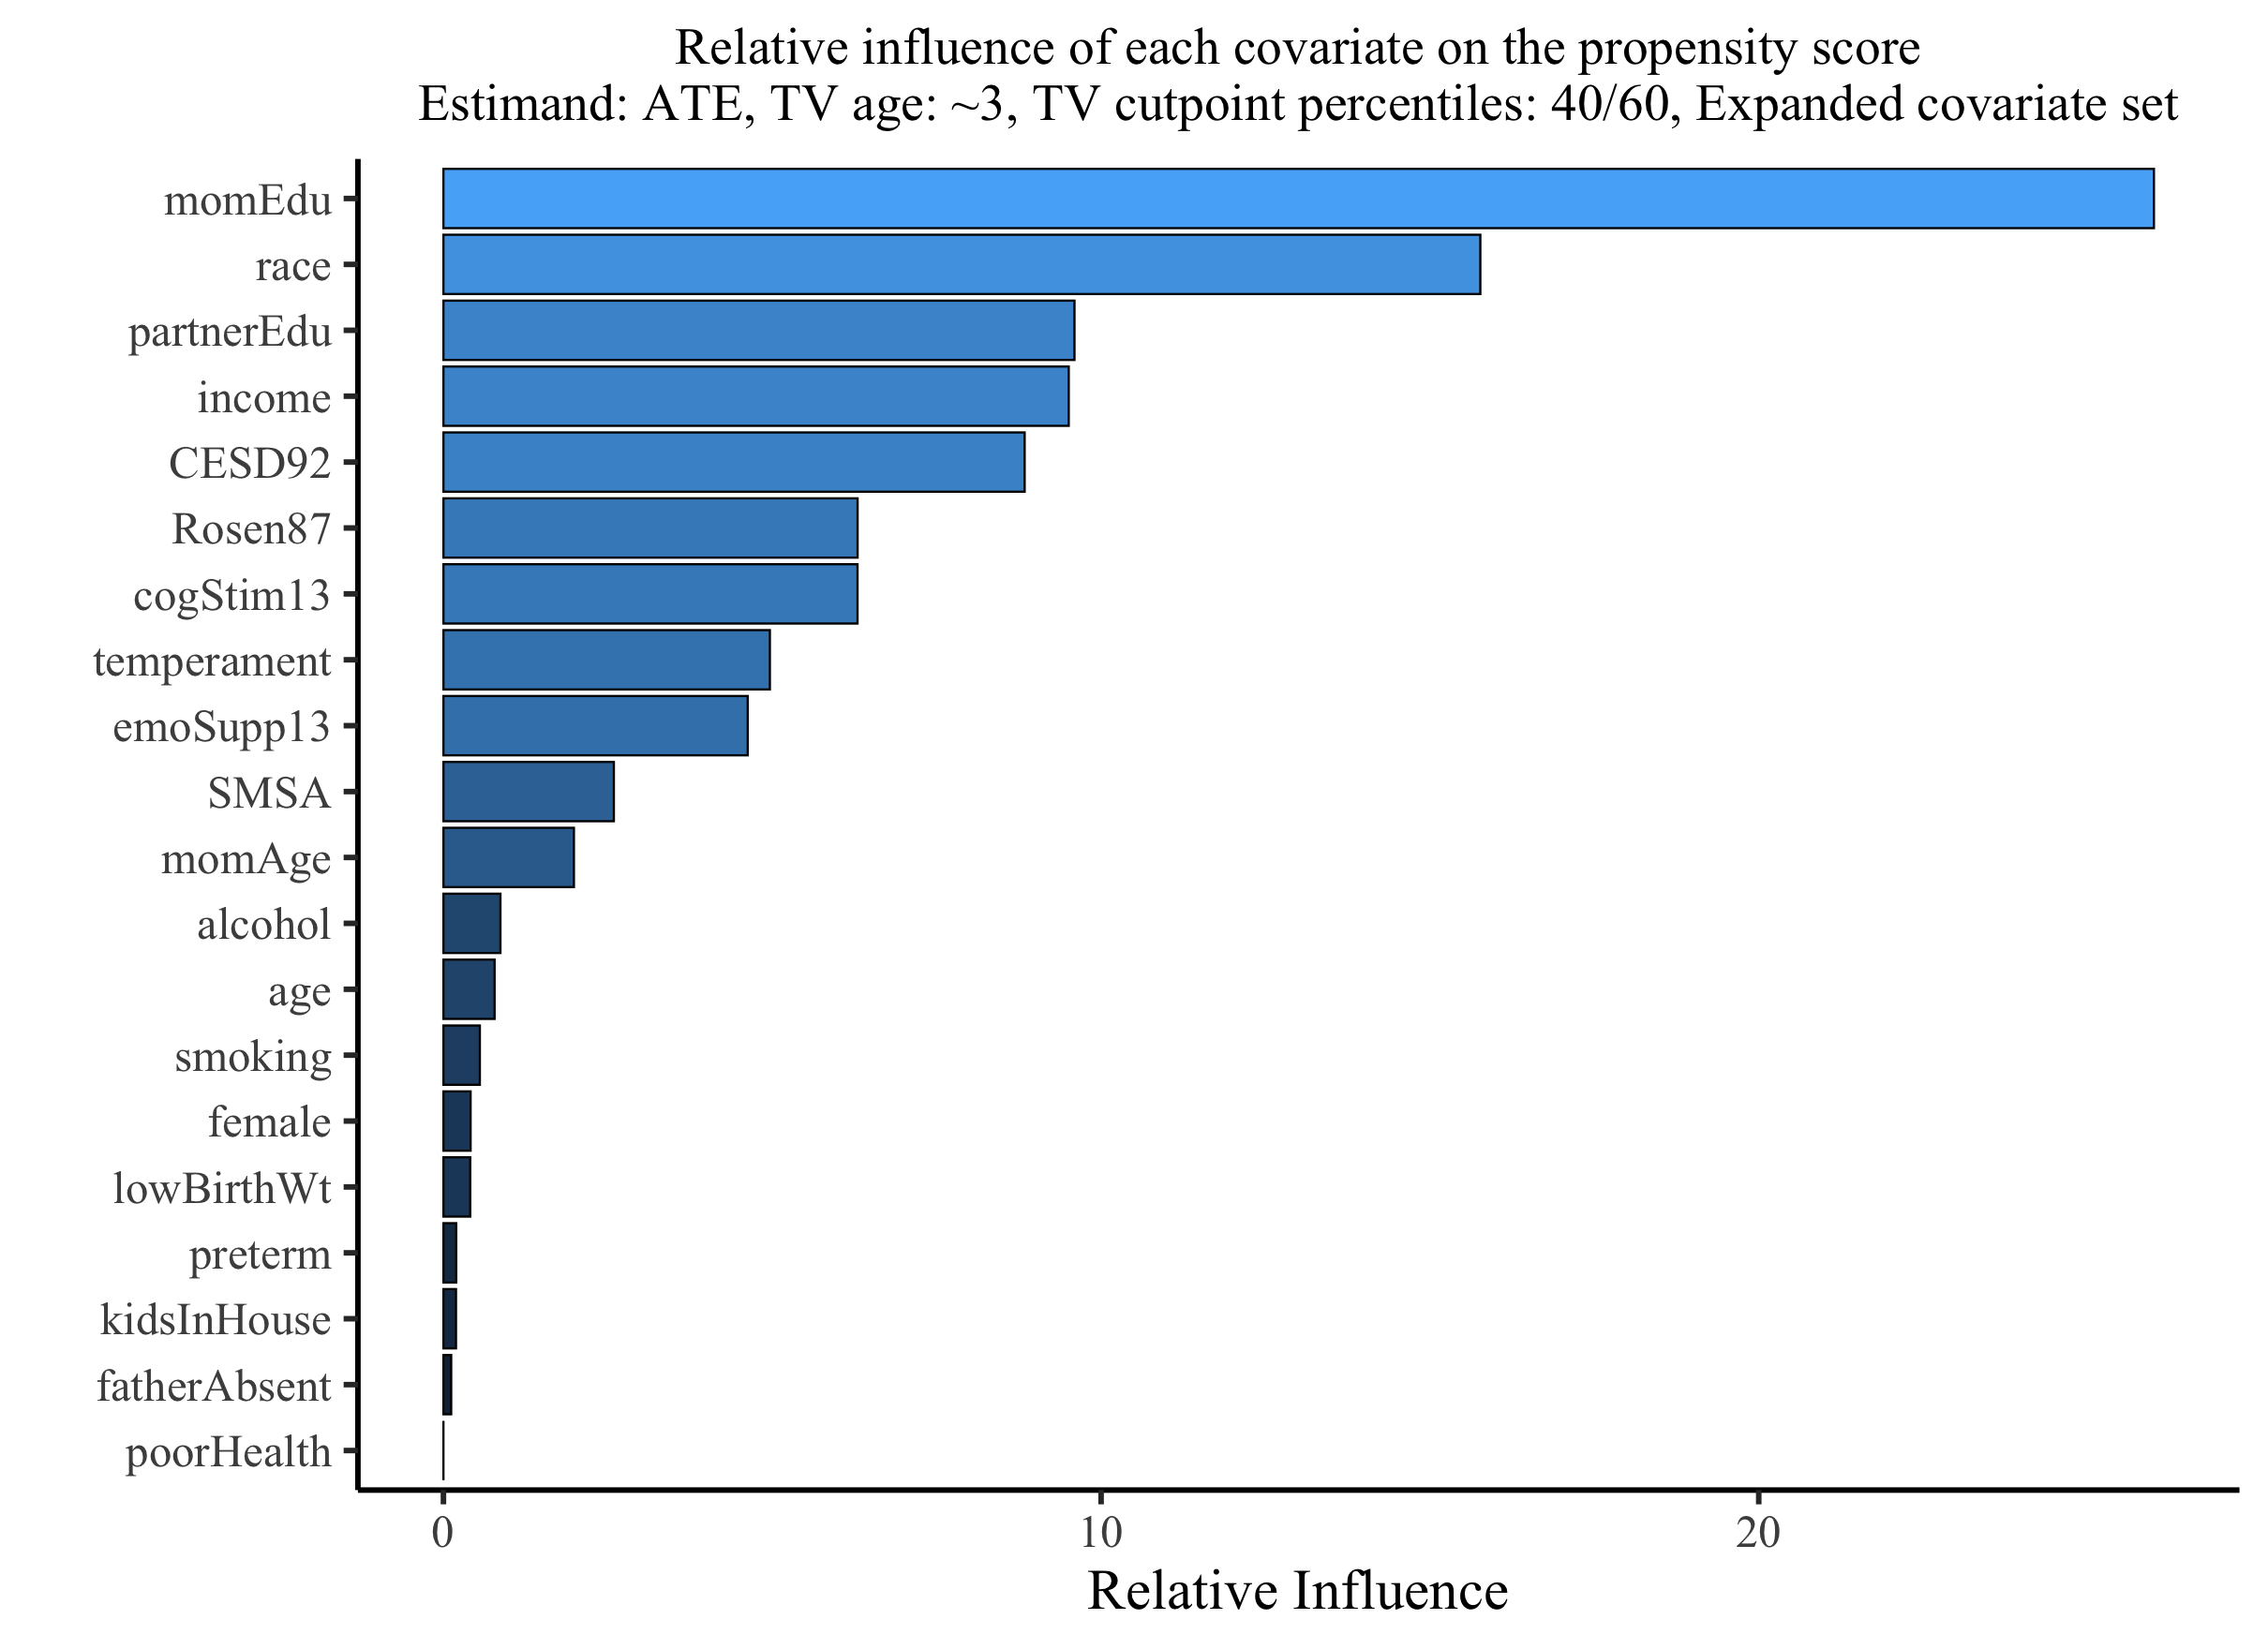 Relative influence of each covariate on the propensity score
Estimand: ATE, TV age: ~3, TV cutpoint percentiles: 40/60, Expanded covariate set
momEdu
race
partnerEdu
income
CESD92
Rosen87
cogStim13
temperament
emoSupp13
SMSA
momAge
alcohol
age
smoking
female
lowBirthWt
preterm
kidsInHouse
fatherAbsent
poorHealth
0 10 20
Relative Influence